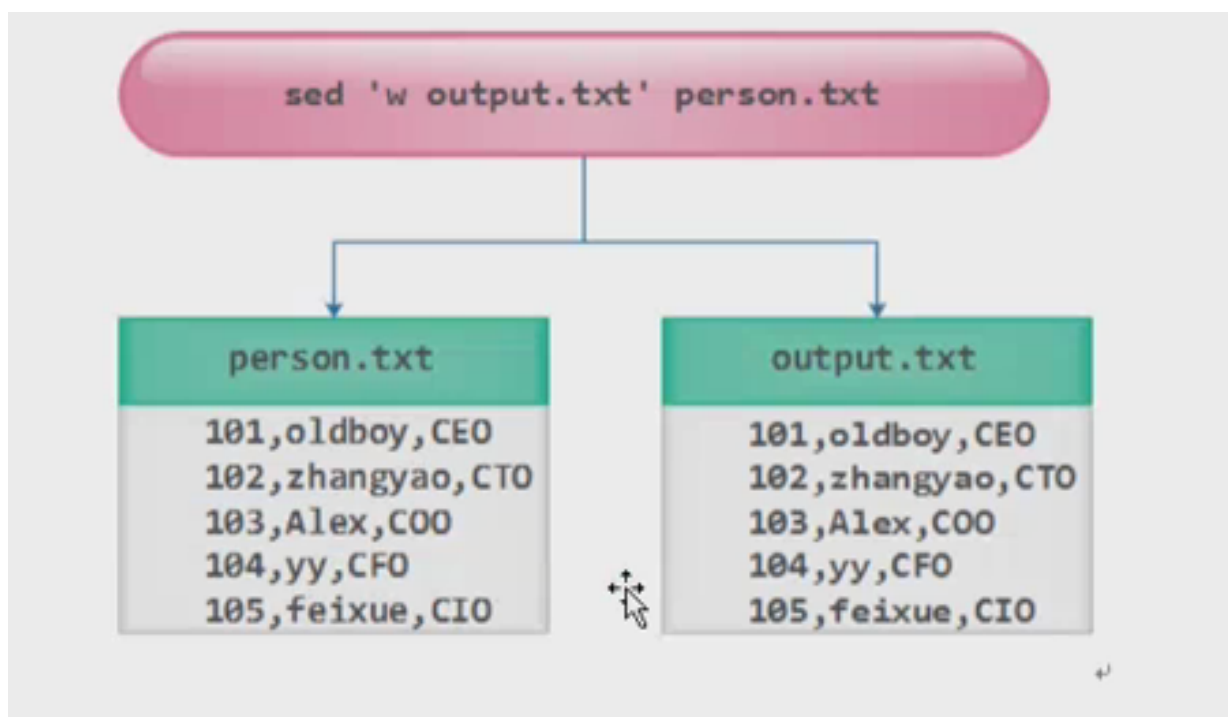 sed 'w output.txt' person.txt
person.txt
101,oldboy,CEO
102,zhangyao,CTO
103,Alex,COO
104,yy,CFO
105,feixue,CIO
output.txt
101,oldboy,CEO
102,zhangyao,CTO
103,Alex,COO
104,yy,CFO
105,feixue,CIO